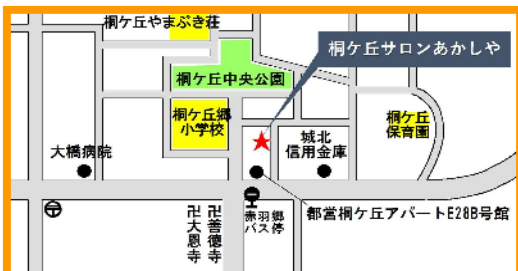 桐ケ丘やまぶき荘
桐ケ丘サロンあかしや
桐ケ丘中央公園
桐ケ丘郷
小学校
桐ケ丘
保育園
城北
信用金庫
大橋病院
都営桐ケ丘アパートE28B号館
赤羽郷
バス停
卍善徳寺
卍大恩寺